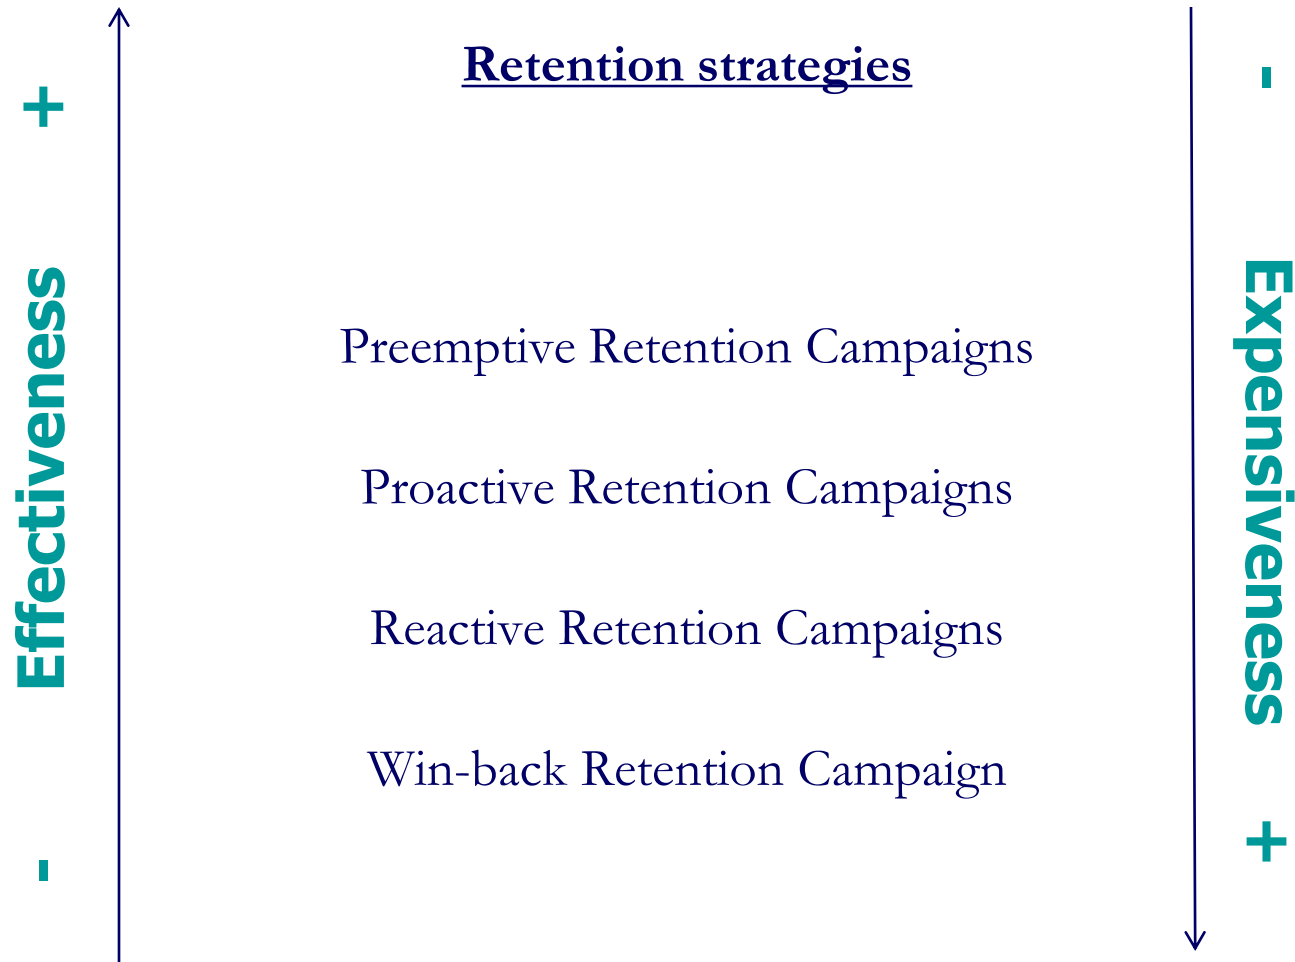 Retention strategies
+
Effectiveness
-
Preemptive Retention Campaigns
Proactive Retention Campaigns
Reactive Retention Campaigns
Win-back Retention Campaign
-
Expensiveness
+